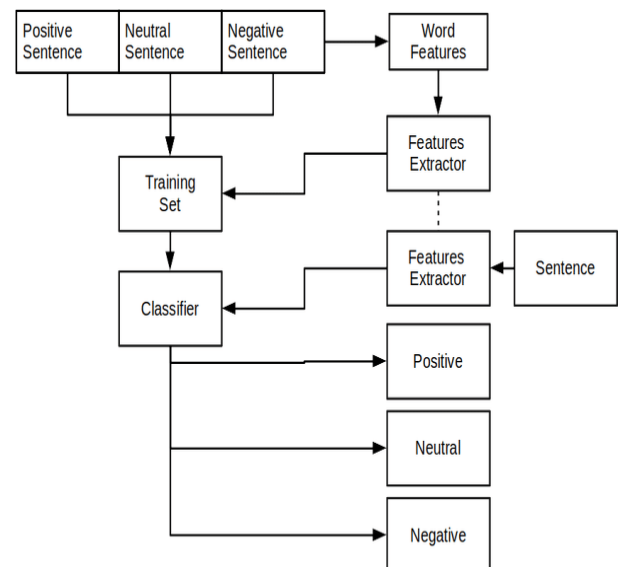 Positive
Sentence
Neutral
Sentence
Negative
Sentence
Word
Features
Features
Extractor
Training
Set
Features
Extractor
Sentence
Classifier
Positive
Neutral
Negative